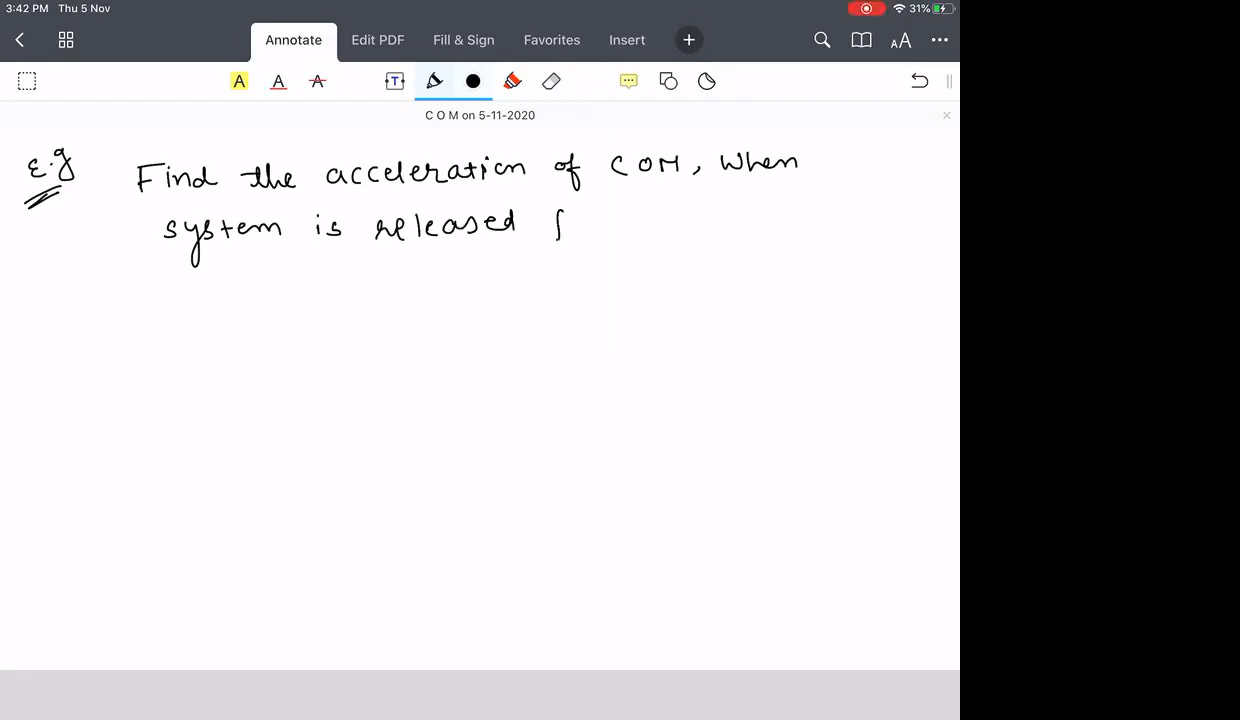 3:42 PM Thu 5 Nov 31%
Annotate Edit PDF Fill & Sign Favorites Insert
A A A T
C O M on 5-11-2020
E.g Find the acceleration of COM, when
system is released f